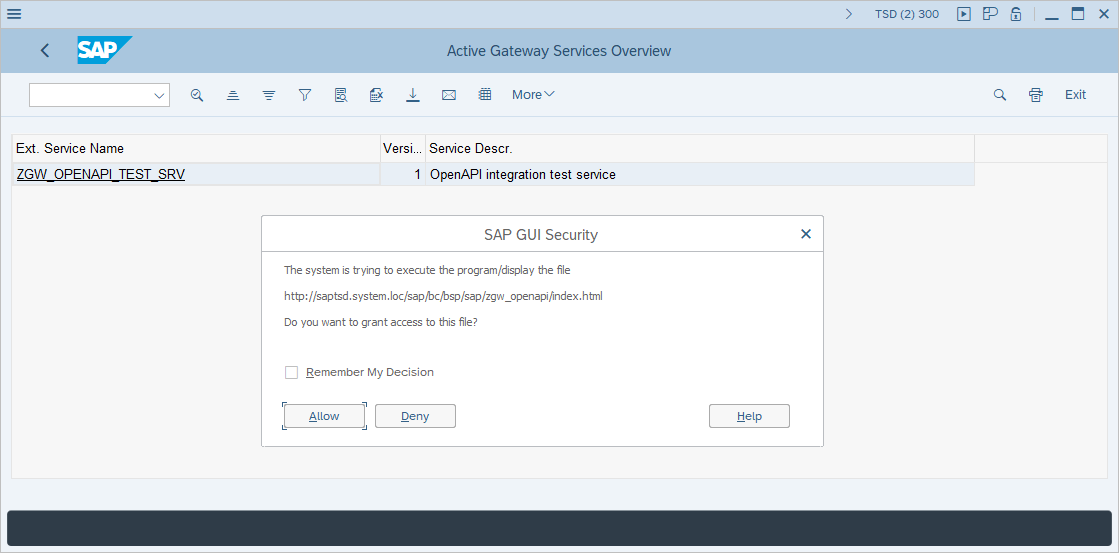 TSD (2) 300
SAP
Active Gateway Services Overview
More
Exit
Ext. Service Name Versi... Service Descr.
ZGW_OPENAPI_TEST_SRV 1 OpenAPI integration test service
SAP GUI Security
The system is trying to execute the program/display the file
http://saptsd.system.loc/sap/bc/bsp/sap/zgw_openapi/index.html
Do you want to grant access to this file?
Remember My Decision
Allow Deny Help